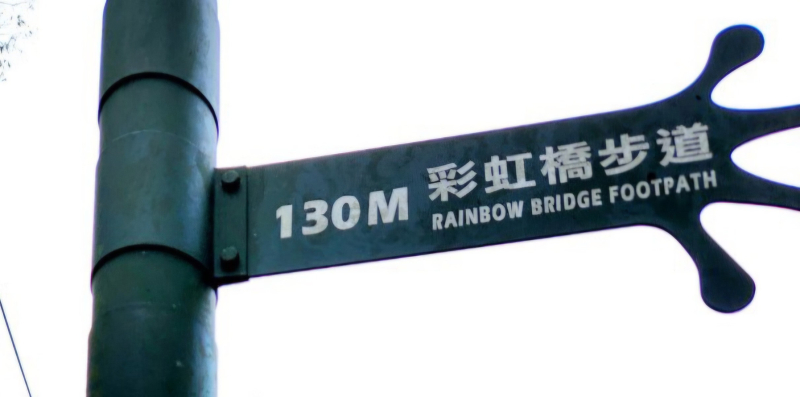 130M 彩虹橋步道
RAINBOW BRIDGE FOOTPATH